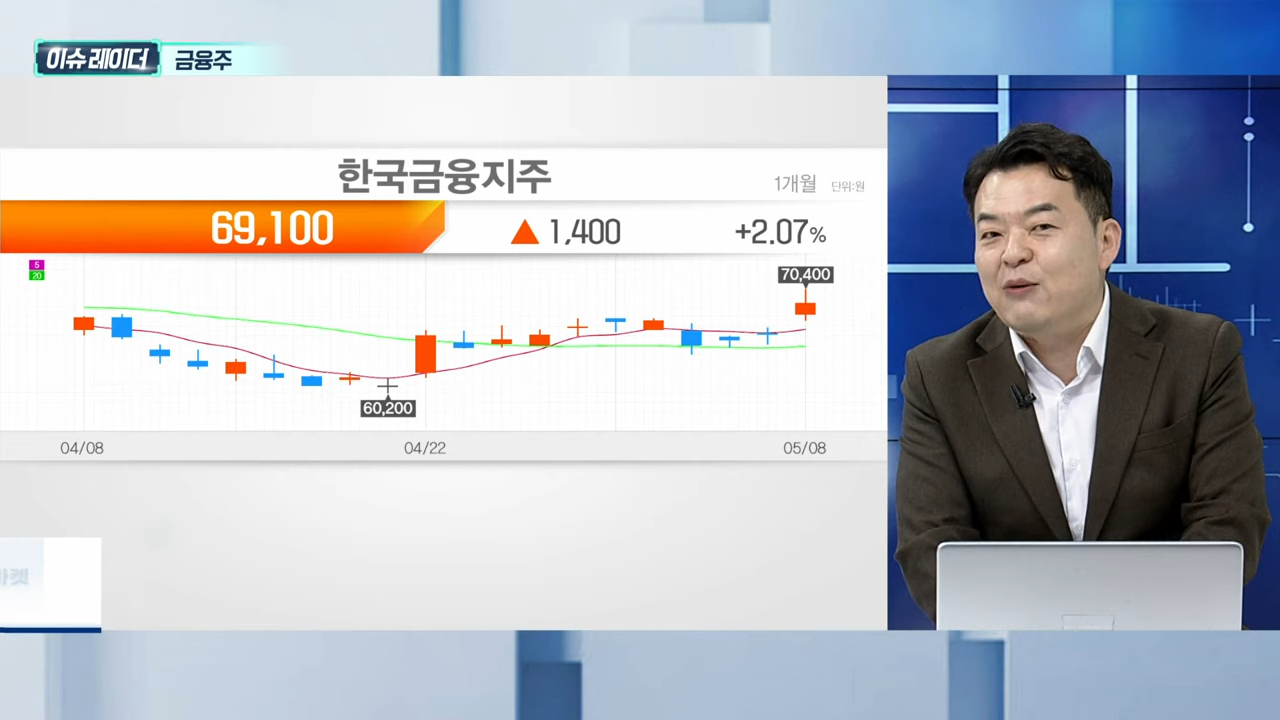 이슈레이더 금융주
한국금융지주
1개월 단위:원
69,100 ▲ 1,400 +2.07%
5
20
70,400
60,200
04/08 04/22 05/08
마켓